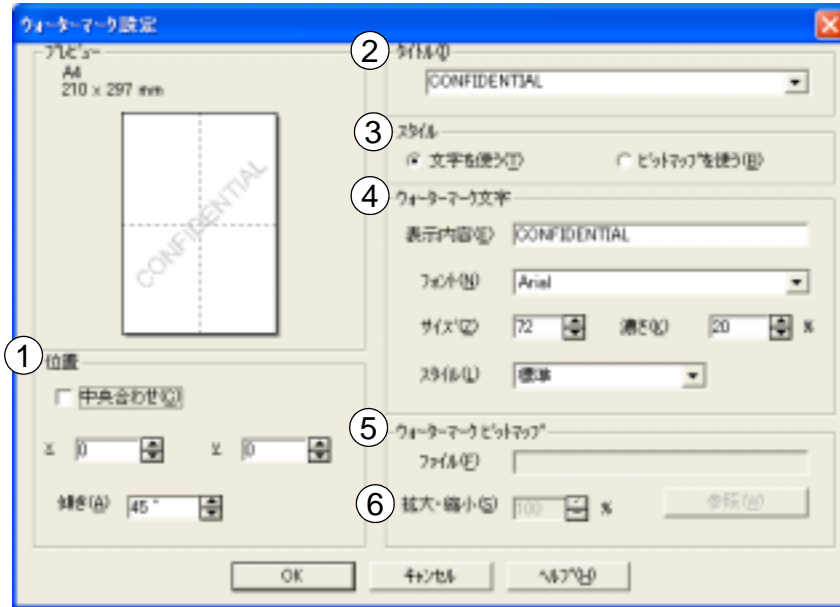 ウォーターマーク設定
プレビュー
A4
210 x 297 mm
CONFIDENTIAL
① 位置
中央合わせ(C)
X 0 Y 0
傾き(A) 45 °
② タイトル(I)
CONFIDENTIAL
③ スタイル
文字を使う(T) ビットマップを使う(B)
④ ウォーターマーク文字
表示内容(E) CONFIDENTIAL
フォント(N) Arial
サイズ(Z) 72 濃さ(K) 20 %
スタイル(L) 標準
⑤ ウォーターマーク ビットマップ
ファイル(F)
⑥ 拡大・縮小(S) 100 % 参照(W)
OK キャンセル ヘルプ(H)